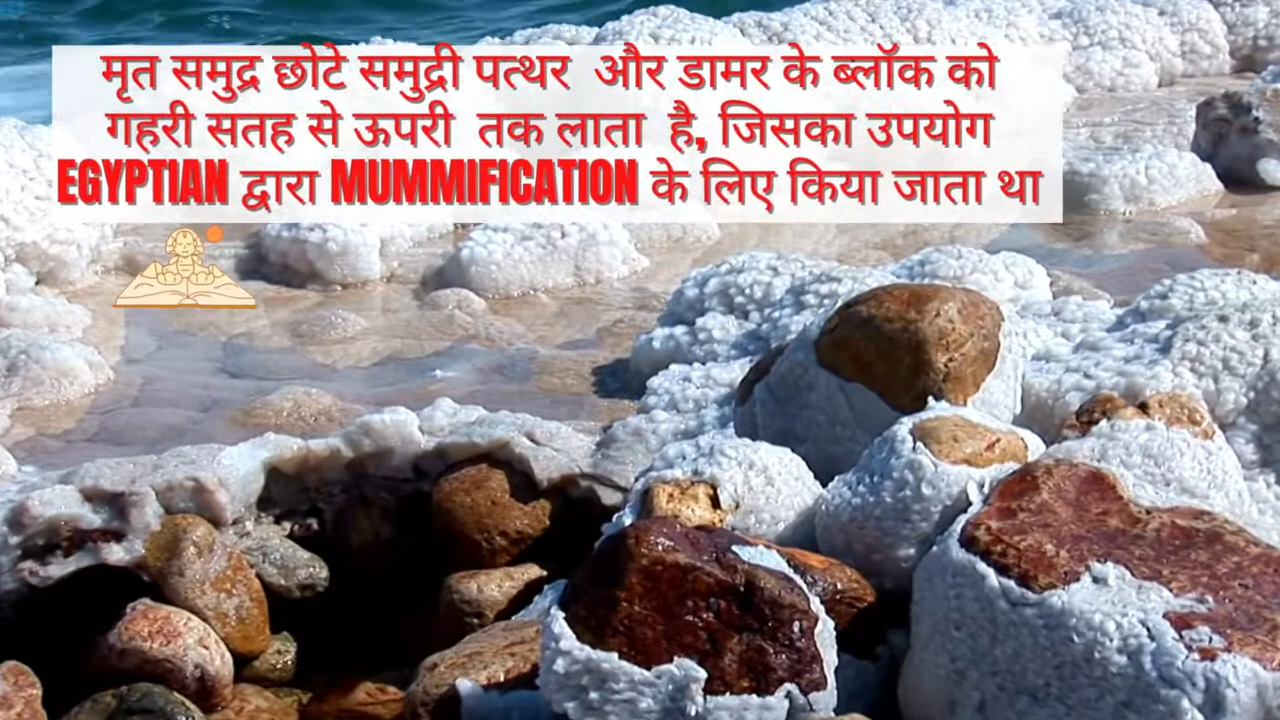 मृत समुद्र छोटे समुद्री पत्थर और डामर के ब्लॉक को
गहरी सतह से ऊपरी तक लाता है, जिसका उपयोग
EGYPTIAN द्वारा MUMMIFICATION के लिए किया जाता था